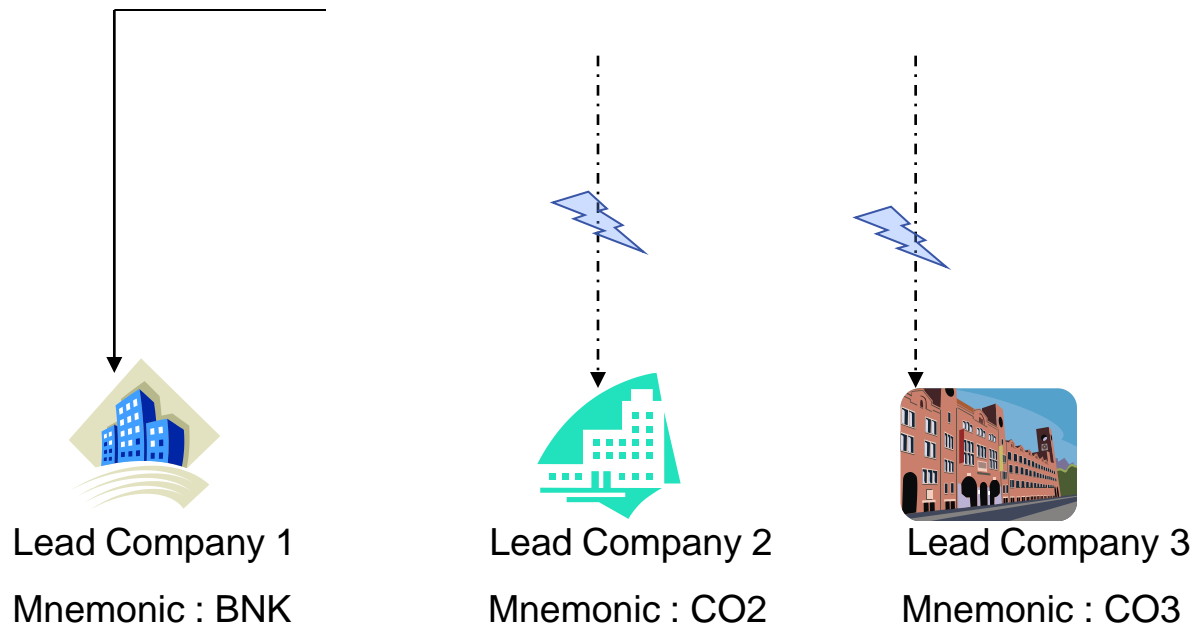 Lead Company 1
Lead Company 2
Lead Company 3
Mnemonic : BNK
Mnemonic : CO2
Mnemonic : CO3